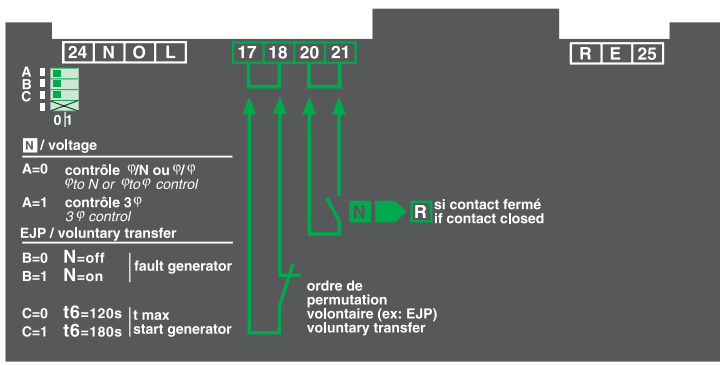 24 N O L
17 18 20 21
R E 25
A
B
C
0|1
N / voltage
A=0 contrôle φ/N ou φ/φ
φto N or φtoφ control
A=1 contrôle 3φ
3φ control
EJP / voluntary transfer
B=0 N=off
B=1 N=on
fault generator
C=0 t6=120s
C=1 t6=180s
t max
start generator
N R si contact fermé
if contact closed
ordre de
permutation
volontaire (ex: EJP)
voluntary transfer